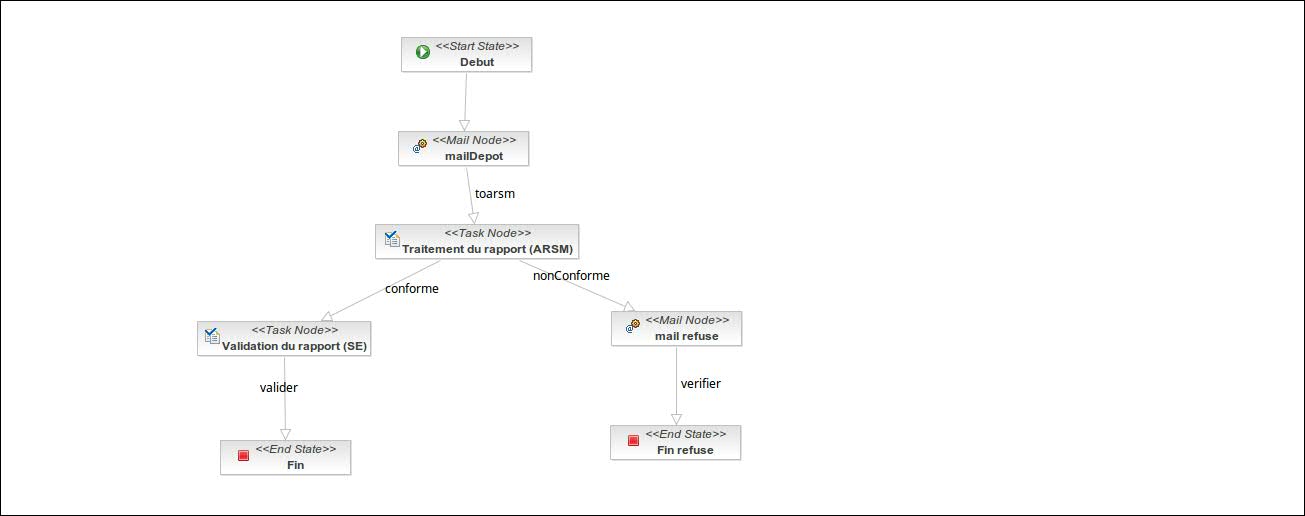 <<Start State>>
Debut
<<Mail Node>>
mailDepot
toarsm
<<Task Node>>
Traitement du rapport (ARSM)
conforme
nonConforme
<<Task Node>>
Validation du rapport (SE)
<<Mail Node>>
mail refuse
valider
verifier
<<End State>>
Fin
<<End State>>
Fin refuse